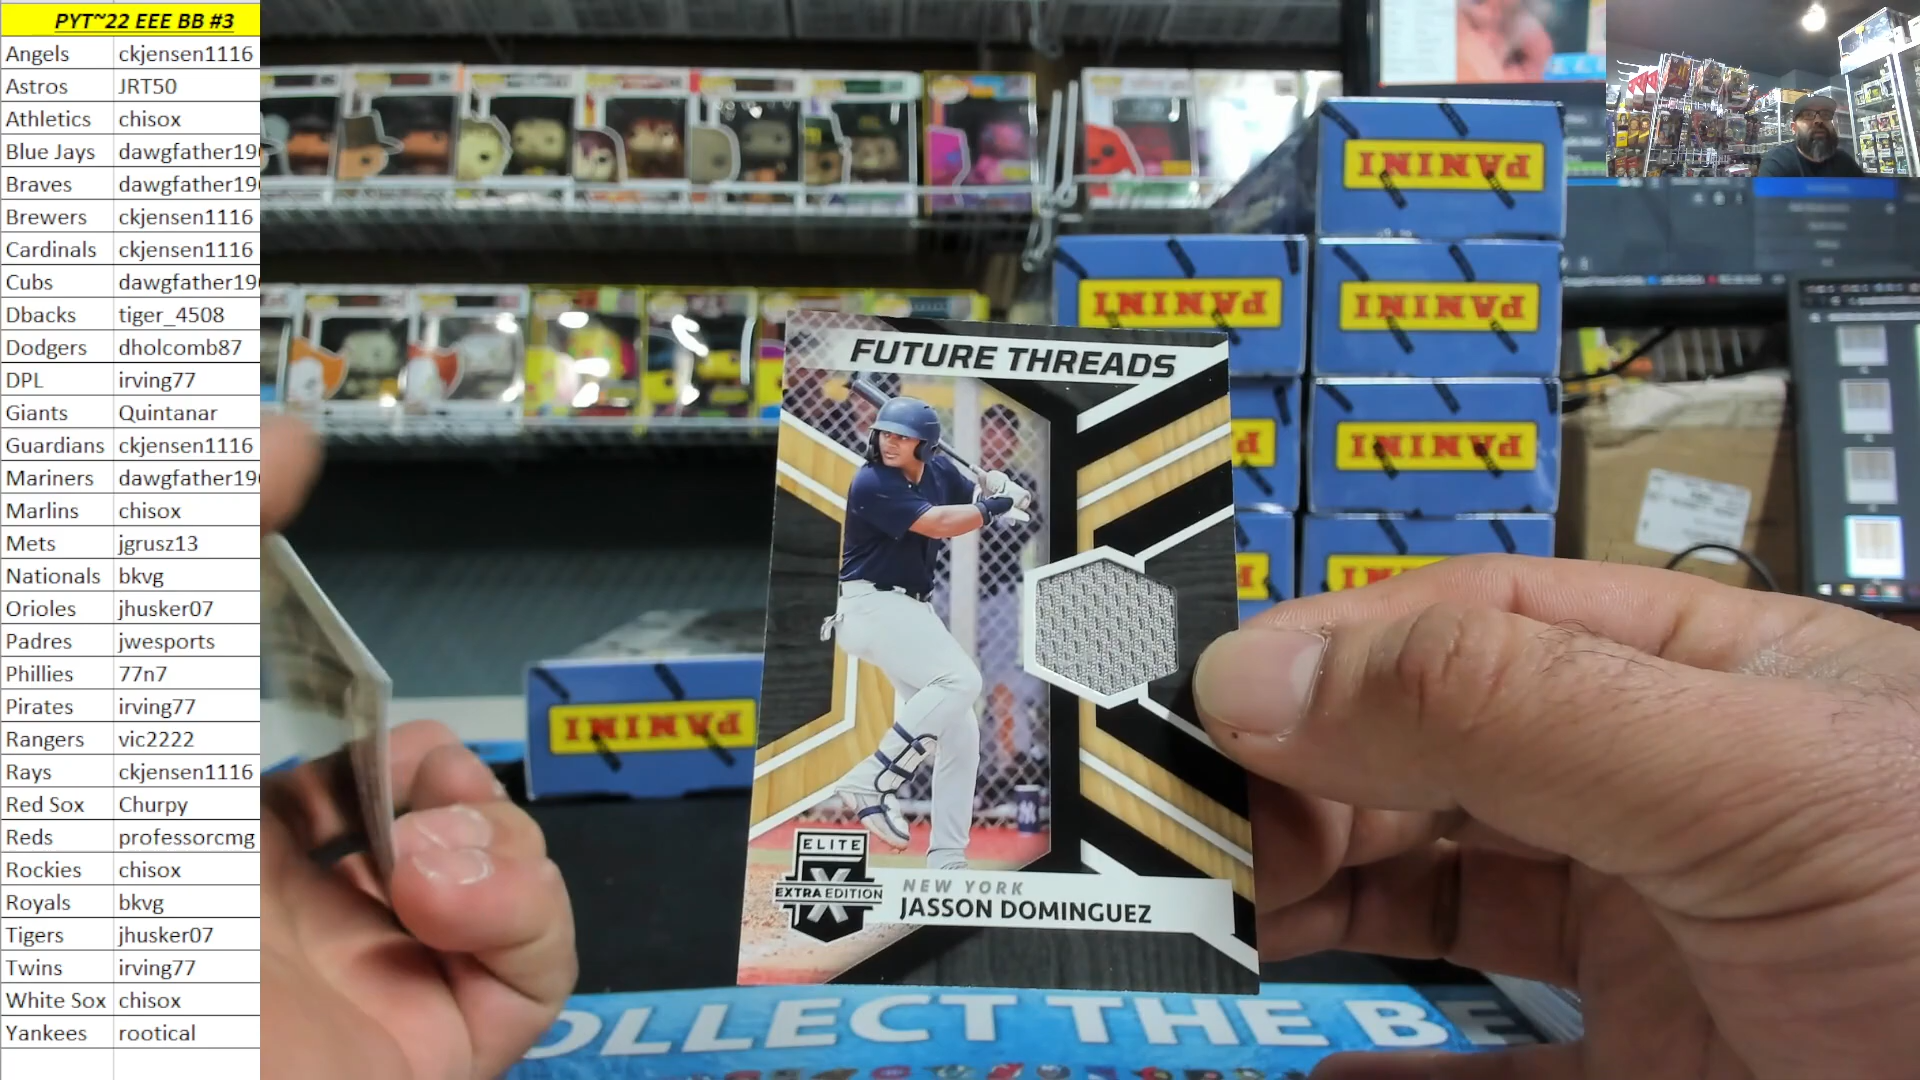 PYT~22 EEE BB #3
Angels ckjensen1116
Astros JRT50
Athletics chisox
Blue Jays dawgfather19
Braves dawgfather19
Brewers ckjensen1116
Cardinals ckjensen1116
Cubs dawgfather19
Dbacks tiger_4508
Dodgers dholcomb87
DPL irving77
Giants Quintanar
Guardians ckjensen1116
Mariners dawgfather19
Marlins chisox
Mets jgrusz13
Nationals bkvg
Orioles jhusker07
Padres jwesports
Phillies 77n7
Pirates irving77
Rangers vic2222
Rays ckjensen1116
Red Sox Churpy
Reds professorcmg
Rockies chisox
Royals bkvg
Tigers jhusker07
Twins irving77
White Sox chisox
Yankees rootical
PANINI
PANINI
PANINI
PANINI
PANINI
FUTURE THREADS
ELITE
EXTRA EDITION
X
NEW YORK
JASSON DOMINGUEZ
OLLECT THE BE